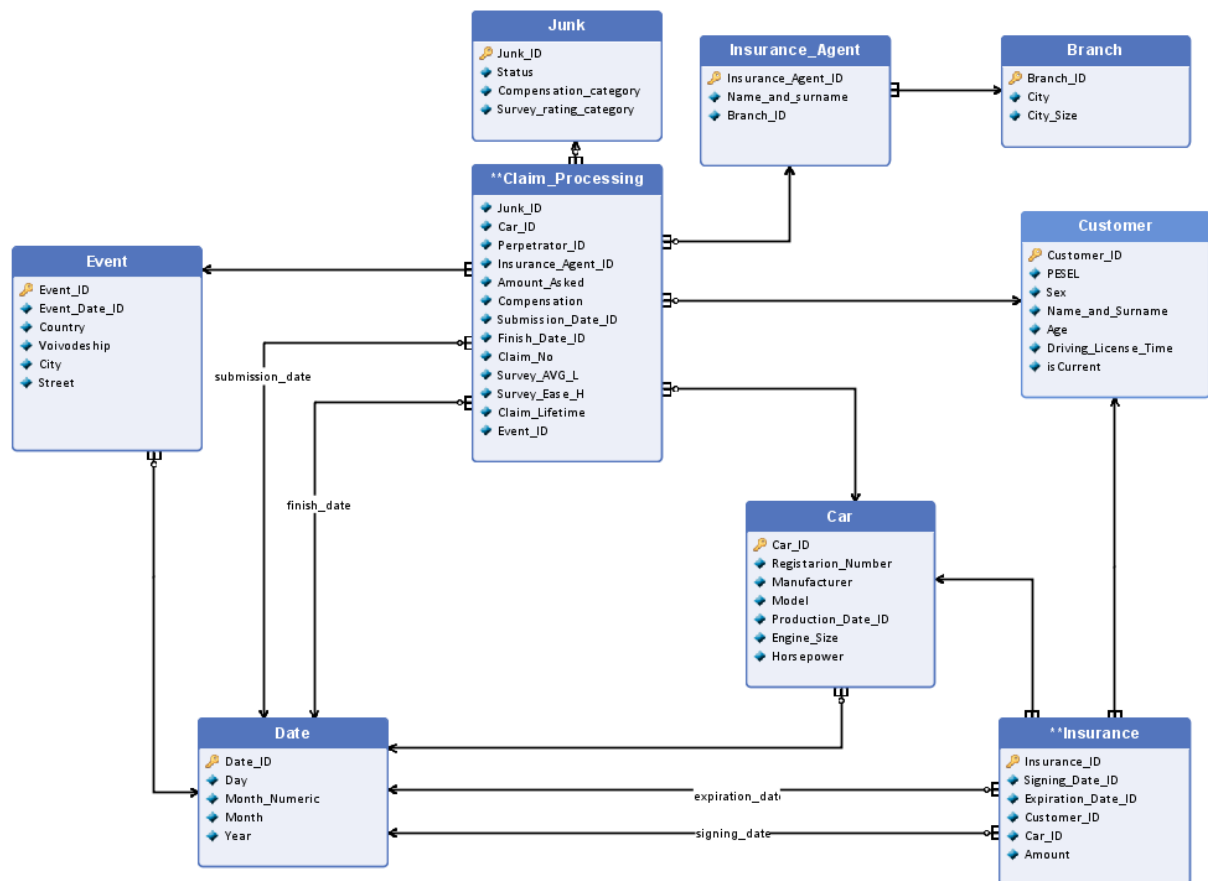 Junk
Junk_ID
Status
Compensation_category
Survey_rating_category
Insurance_Agent
Insurance_Agent_ID
Name_and_surname
Branch_ID
Branch
Branch_ID
City
City_Size
**Claim_Processing
Junk_ID
Car_ID
Perpetrator_ID
Insurance_Agent_ID
Amount_Asked
Compensation
Submission_Date_ID
Finish_Date_ID
Claim_No
Survey_AVG_L
Survey_Ease_H
Claim_Lifetime
Event_ID
Customer
Customer_ID
PESEL
Sex
Name_and_Surname
Age
Driving_License_Time
isCurrent
Event
Event_ID
Event_Date_ID
Country
Voivodeship
City
Street
submission_date
finish_date
Car
Car_ID
Registarion_Number
Manufacturer
Model
Production_Date_ID
Engine_Size
Horsepower
Date
Date_ID
Day
Month_Numeric
Month
Year
expiration_date
signing_date
**Insurance
Insurance_ID
Signing_Date_ID
Expiration_Date_ID
Customer_ID
Car_ID
Amount